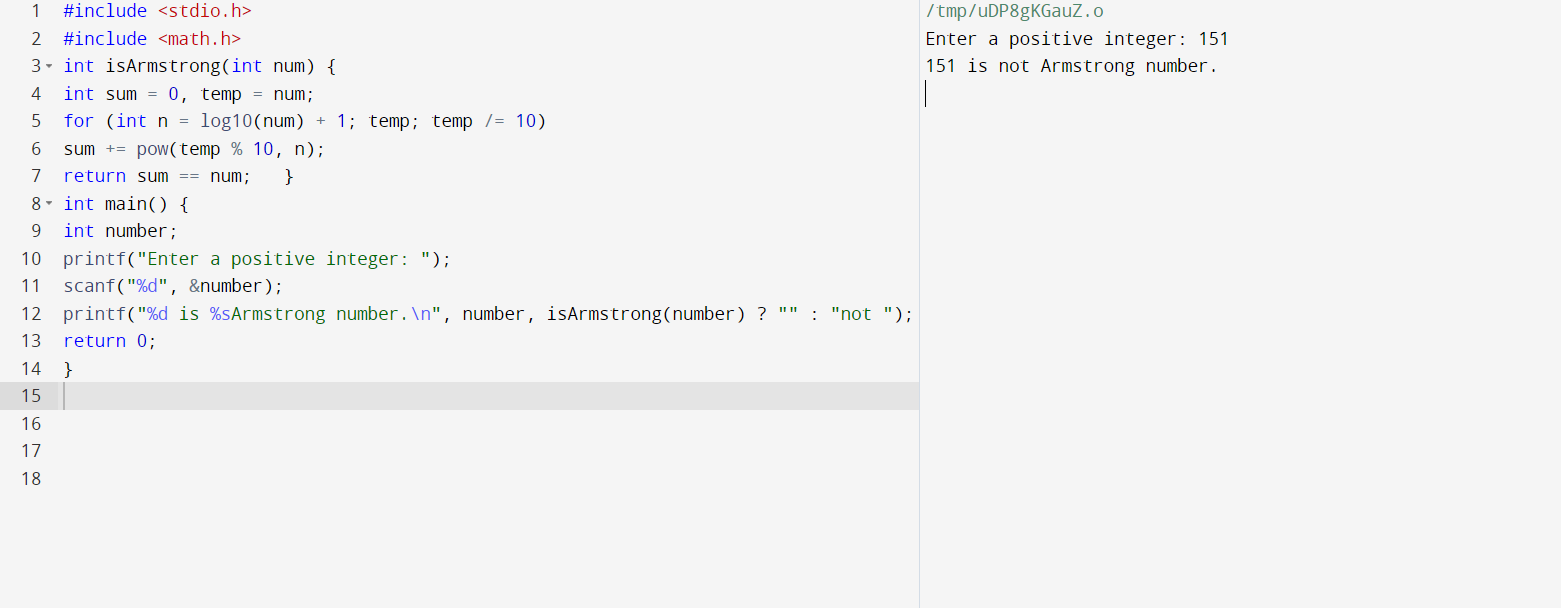 1 #include <stdio.h>
2 #include <math.h>
3 int isArmstrong(int num) {
4 int sum = 0, temp = num;
5 for (int n = log10(num) + 1; temp; temp /= 10)
6 sum += pow(temp % 10, n);
7 return sum == num;   }
8 int main() {
9 int number;
10 printf("Enter a positive integer: ");
11 scanf("%d", &number);
12 printf("%d is %sArmstrong number.\n", number, isArmstrong(number) ? "" : "not ");
13 return 0;
14 }
15
16
17
18
/tmp/uDP8gKGauZ.o
Enter a positive integer: 151
151 is not Armstrong number.